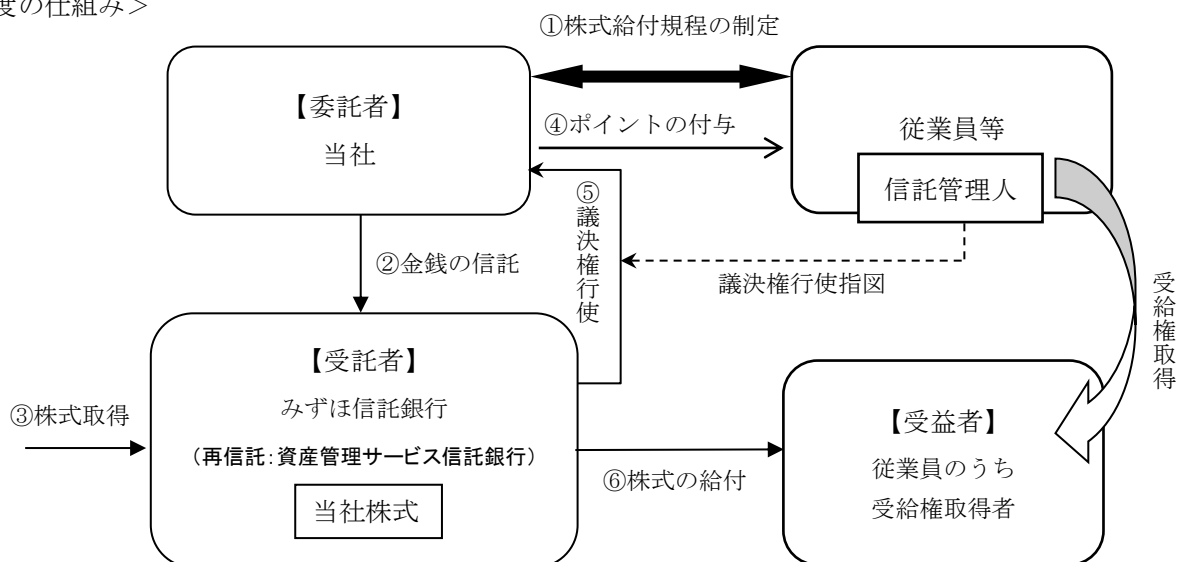 度の仕組み＞
①株式給付規程の制定
【委託者】
当社
④ポイントの付与
従業員等
信託管理人
⑤議決権行使
②金銭の信託
議決権行使指図
受給権取得
【受託者】
みずほ信託銀行
（再信託：資産管理サービス信託銀行）
当社株式
③株式取得
⑥株式の給付
【受益者】
従業員のうち
受給権取得者